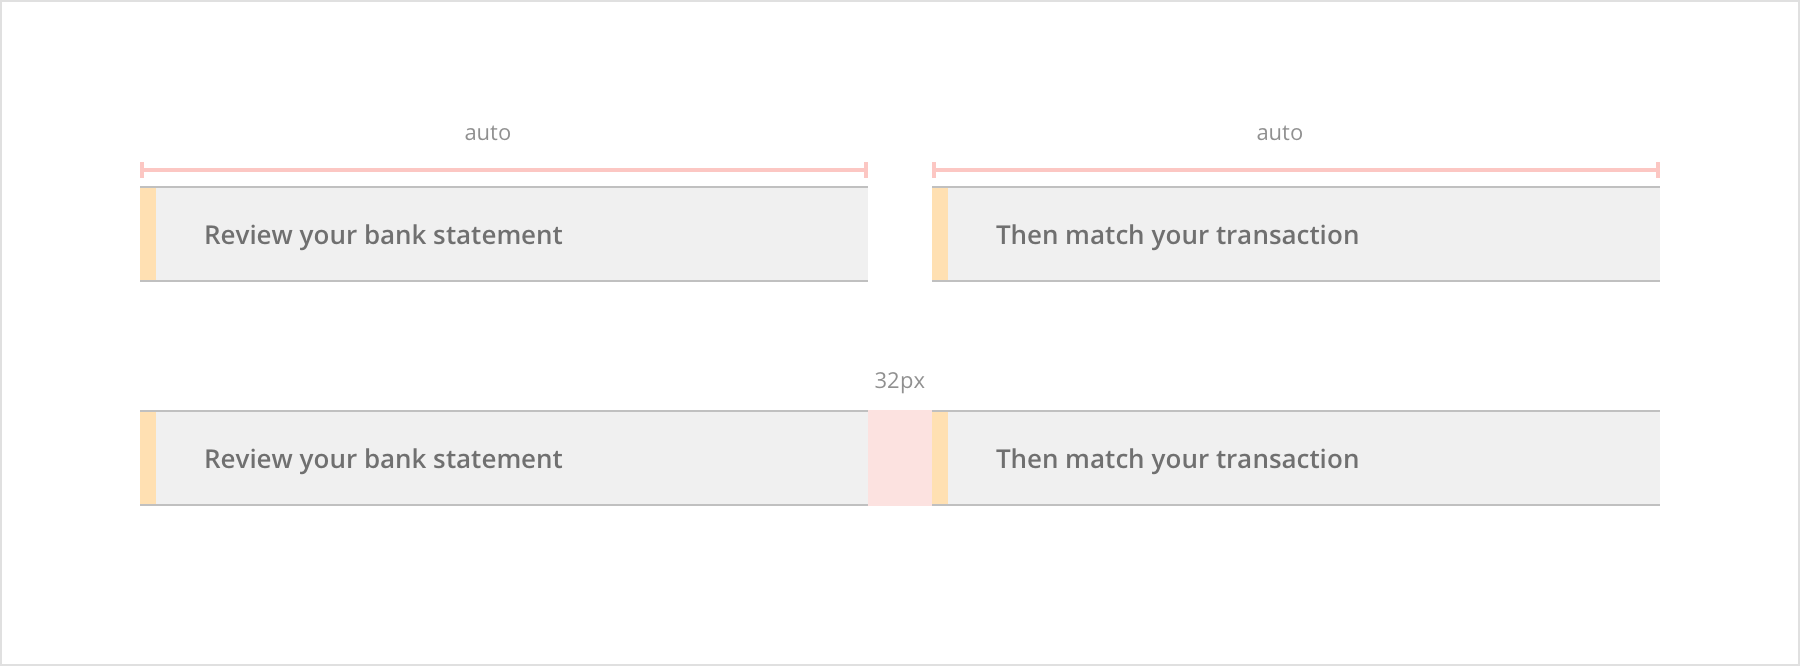 auto
auto
Review your bank statement
Then match your transaction
32px
Review your bank statement
Then match your transaction